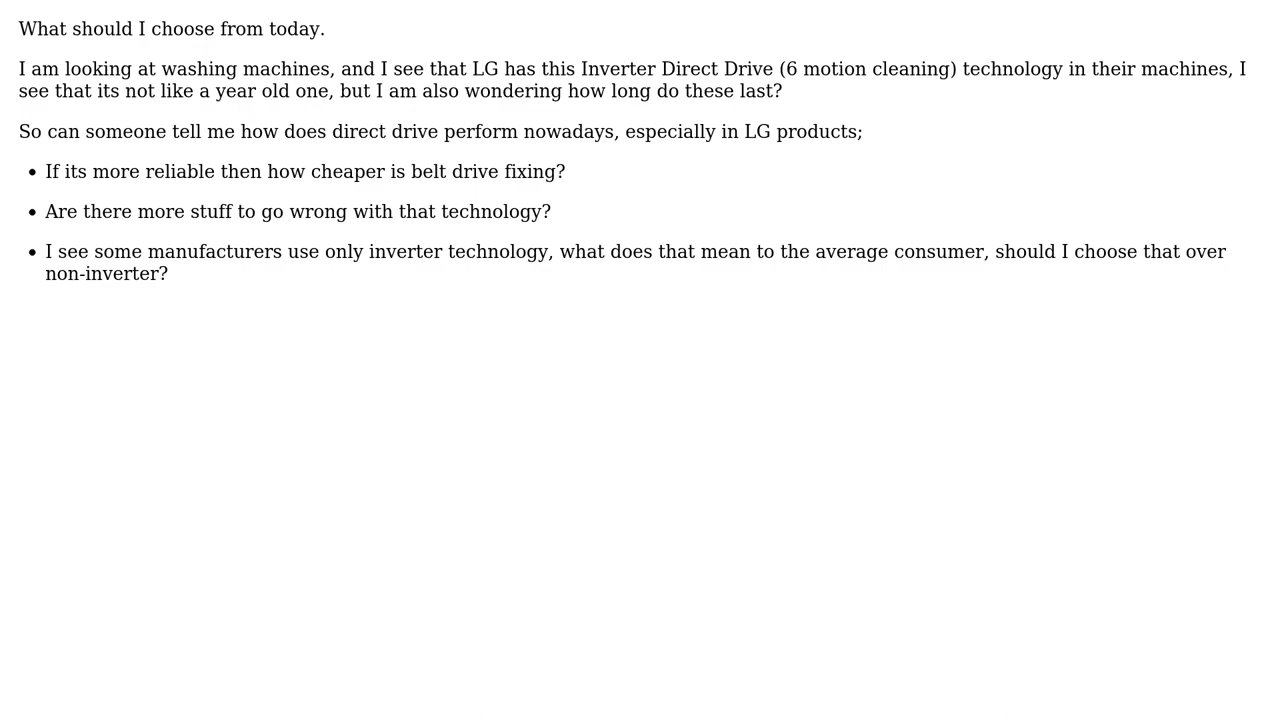 What should I choose from today.
I am looking at washing machines, and I see that LG has this Inverter Direct Drive (6 motion cleaning) technology in their machines, I
see that its not like a year old one, but I am also wondering how long do these last?
So can someone tell me how does direct drive perform nowadays, especially in LG products;
• If its more reliable then how cheaper is belt drive fixing?
• Are there more stuff to go wrong with that technology?
• I see some manufacturers use only inverter technology, what does that mean to the average consumer, should I choose that over
non-inverter?